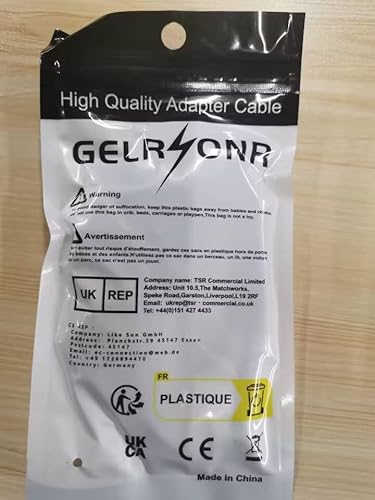 High Quality Adapter Cable
GELRSONR
Warning
avoid danger of suffocation, keep this plastic bags away from babies and
not use this bag in crib, beds, carriages or playpen,This bag is not a toy.
Avertissement
éviter tout risque d'étouffement, gardez ces sacs en plastique hors de porté
de bébés et des enfants.N'utilisez pas ce sac dans un berceau, un lit, une voiture
un parc, ce sac n'est pas un jouet.
UK REP
Company name: TSR Commercial Limited
Address: Unit 10.5,The Matchworks,
Speke Road,Garston,Liverpool,L19 2RF
Email: ukrep@tsr-commercial.co.uk
Tel:+44(0)151 427 4433
Company: Like Sun GmbH
Address: Planckstr.59 45147 Essen
Postcode: 45147
Email: ec-connection@web.de
Tel: +49 1728894470
Country: Germany
FR
PLASTIQUE
UK
CA
CE
Made in China